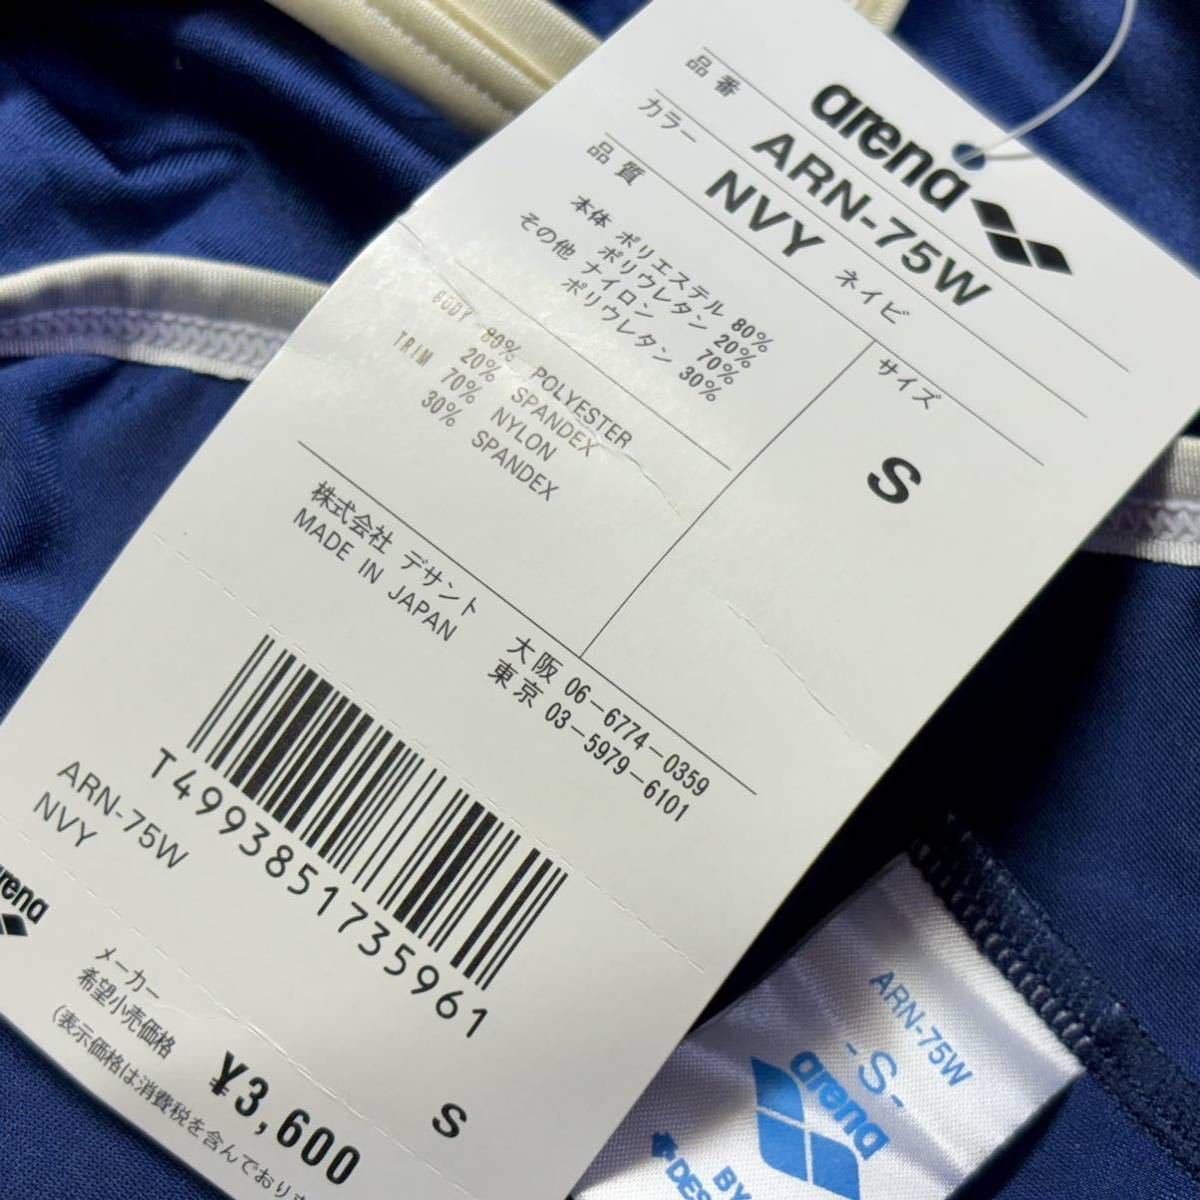 arena
品番 ARN-75W
カラー NVY ネイビ
品質
本体 ポリエステル 80%
ポリウレタン 20%
その他 ナイロン 70%
ポリウレタン 30%
BODY 80% POLYESTER
20% SPANDEX
TRIM 70% NYLON
30% SPANDEX
サイズ
S
株式会社 デサント 大阪 06-6774-0359
MADE IN JAPAN 東京 03-5979-6101
T4993851735961
ARN-75W
NVY
arena
メーカー
希望小売価格 ¥3,600 S
(表示価格は消費税を含んでおり
ARN-75W
-S-
arena
BY